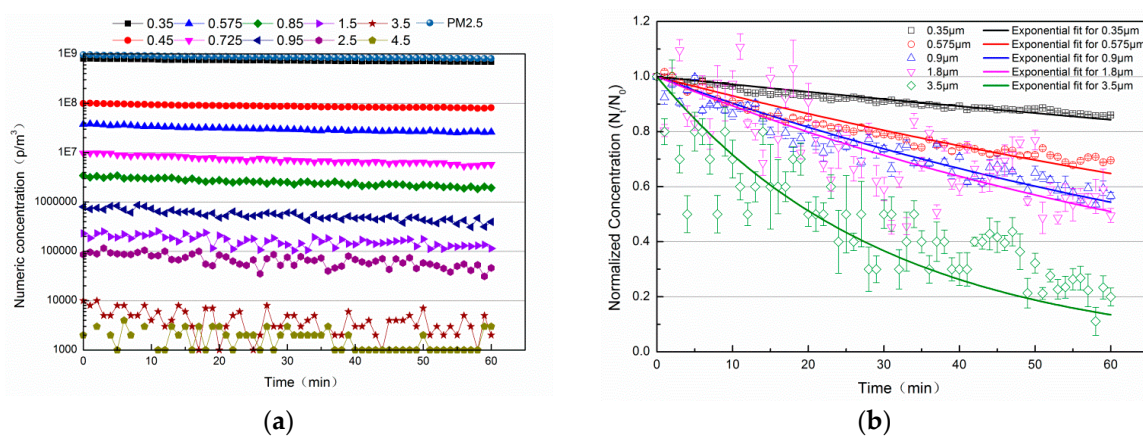 0.35 0.575 0.85 1.5 3.5 PM2.5
0.45 0.725 0.95 2.5 4.5
1E9
1E8
1E7
1000000
100000
10000
1000
0 10 20 30 40 50 60
Numeric concentration（p/m³）
Time（min）
(a)
0.35μm Exponential fit for 0.35μm
0.575μm Exponential fit for 0.575μm
0.9μm Exponential fit for 0.9μm
1.8μm Exponential fit for 1.8μm
3.5μm Exponential fit for 3.5μm
1.2
1.0
0.8
0.6
0.4
0.2
0.0
0 10 20 30 40 50 60
Normalized Concentration (Nt/N0)
Time（min）
(b)